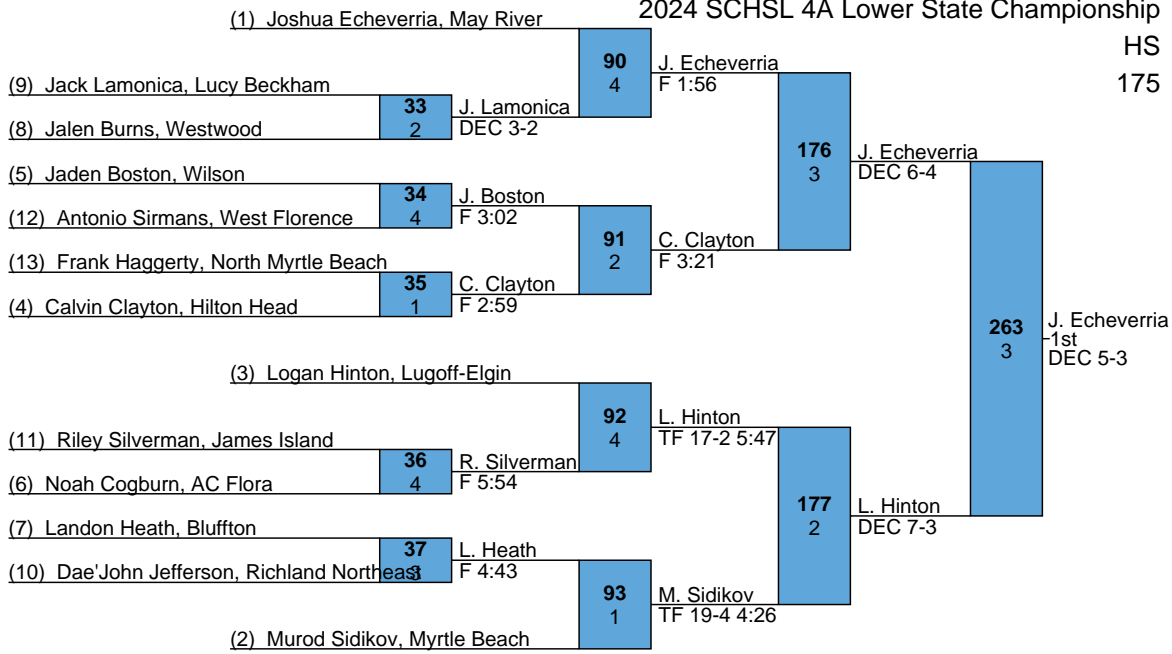 2024 SCHSL 4A Lower State Championship
HS
175
(1) Joshua Echeverria, May River
90
4
J. Echeverria
F 1:56
(9) Jack Lamonica, Lucy Beckham
33
2
J. Lamonica
DEC 3-2
(8) Jalen Burns, Westwood
176
3
J. Echeverria
DEC 6-4
(5) Jaden Boston, Wilson
34
4
J. Boston
F 3:02
(12) Antonio Sirmans, West Florence
91
2
C. Clayton
F 3:21
(13) Frank Haggerty, North Myrtle Beach
35
1
C. Clayton
F 2:59
(4) Calvin Clayton, Hilton Head
263
3
J. Echeverria
1st
DEC 5-3
(3) Logan Hinton, Lugoff-Elgin
92
4
L. Hinton
TF 17-2 5:47
(11) Riley Silverman, James Island
36
4
R. Silverman
F 5:54
(6) Noah Cogburn, AC Flora
177
2
L. Hinton
DEC 7-3
(7) Landon Heath, Bluffton
37
3
L. Heath
F 4:43
(10) Dae'John Jefferson, Richland Northeast
93
1
M. Sidikov
TF 19-4 4:26
(2) Murod Sidikov, Myrtle Beach